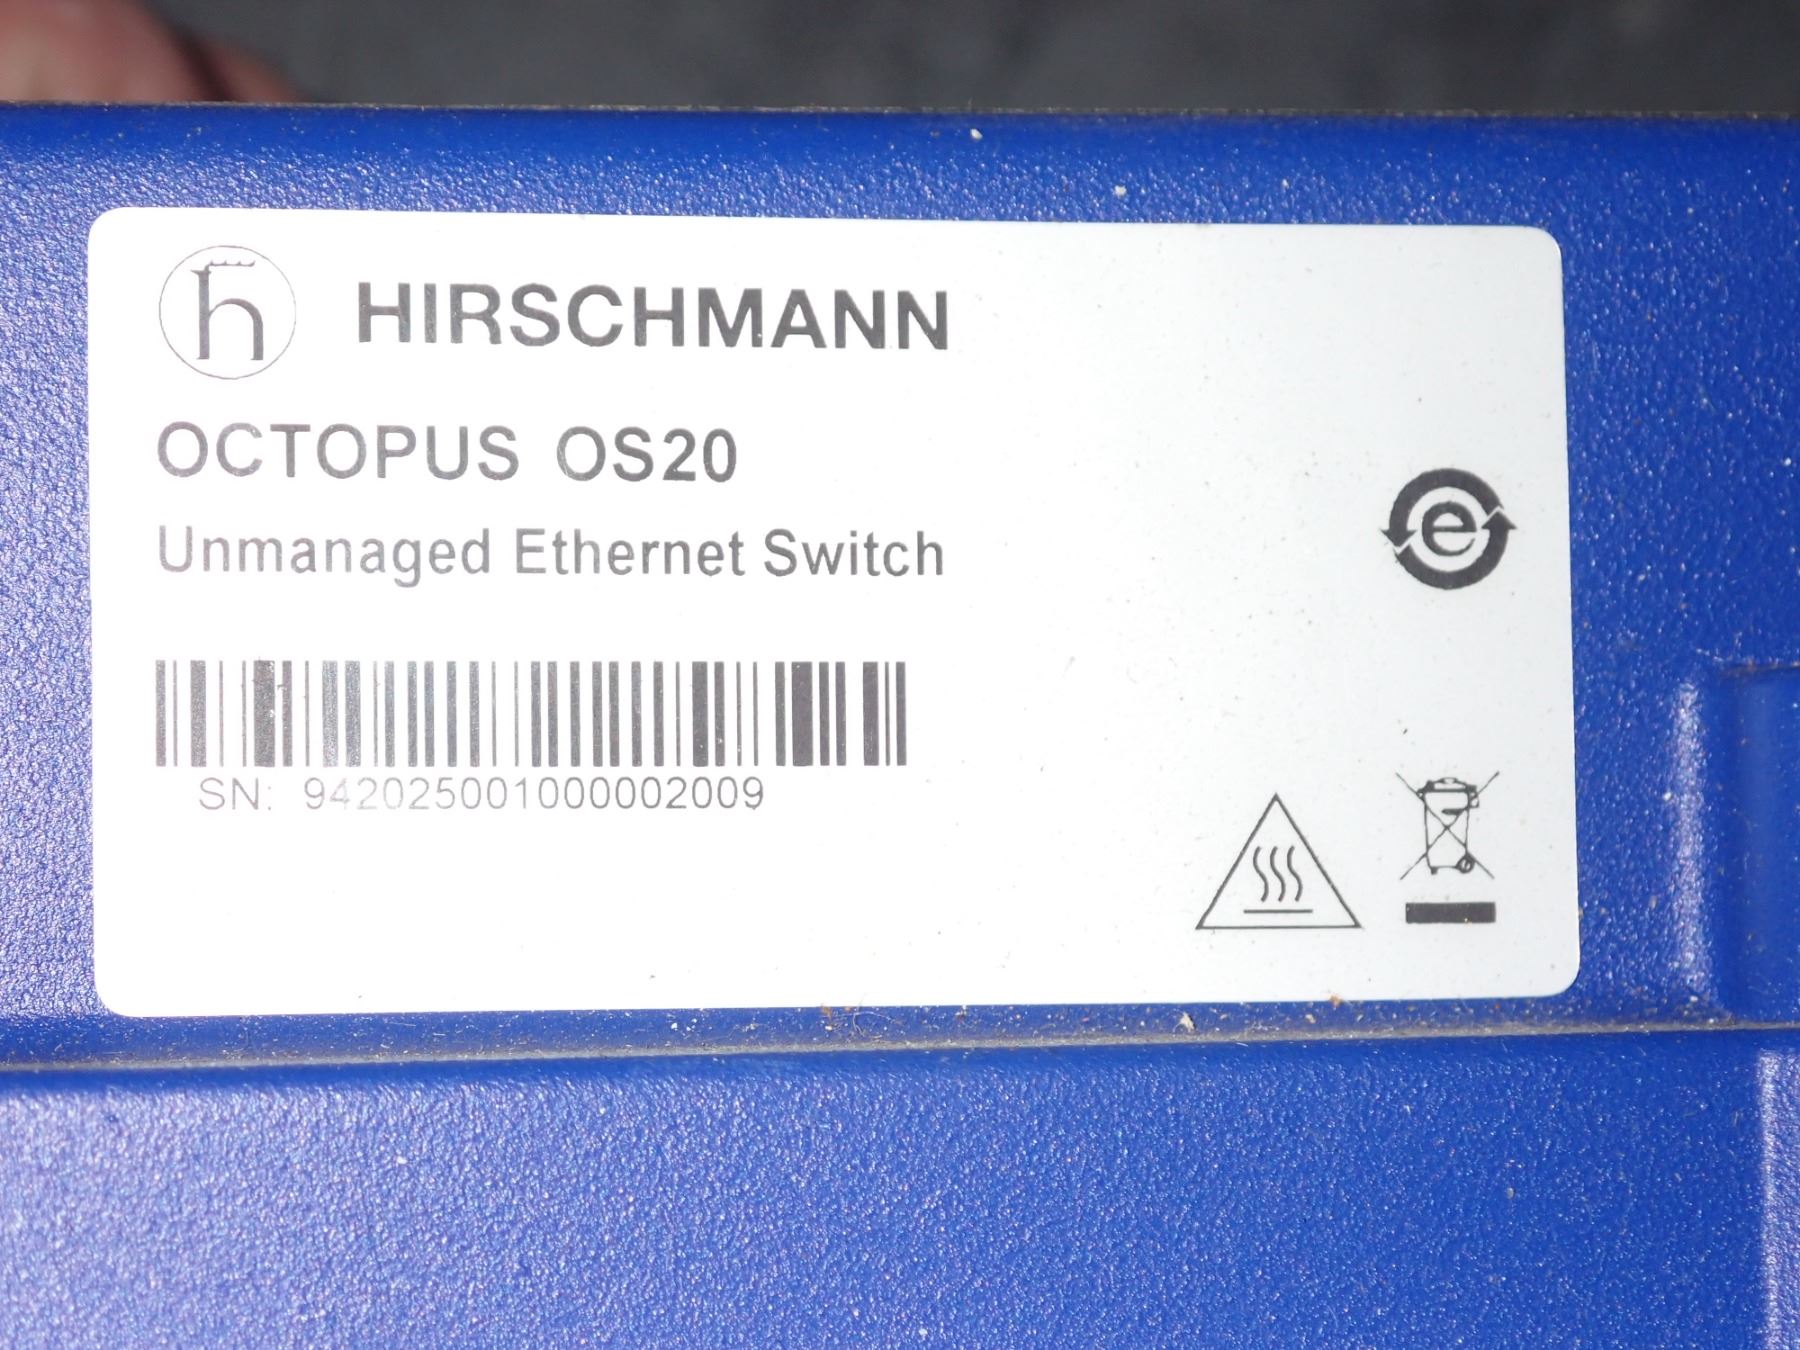 h HIRSCHMANN
OCTOPUS OS20
Unmanaged Ethernet Switch
e
SN: 942025001000002009